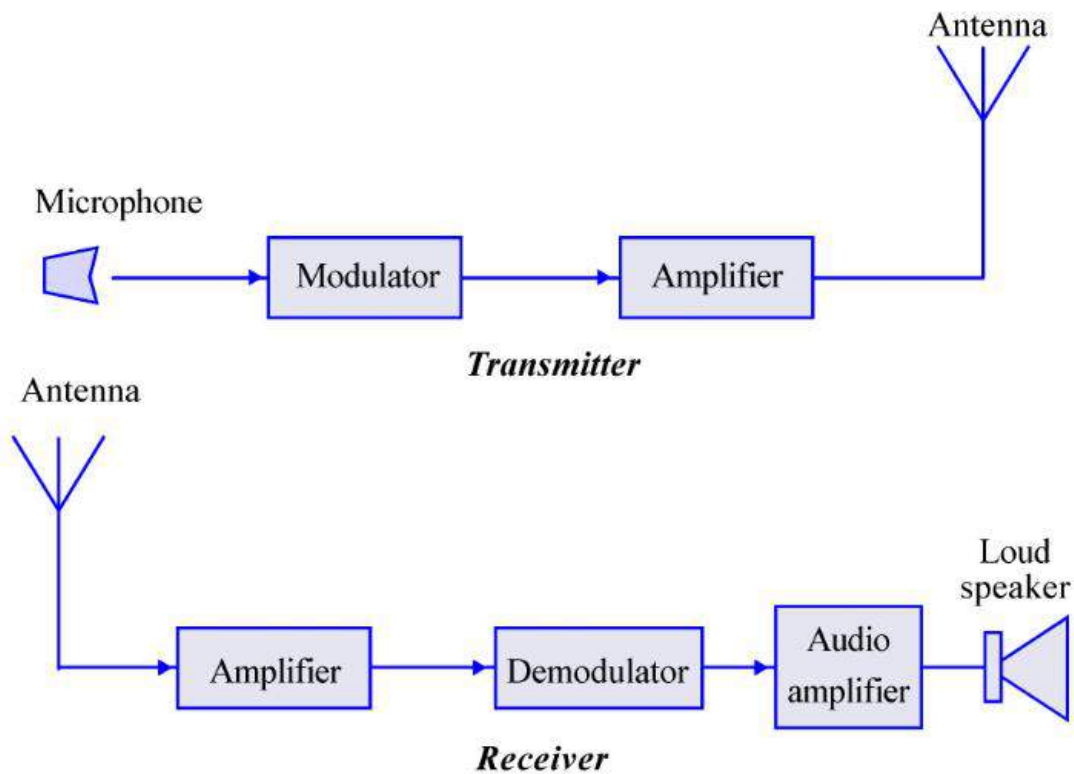 Antenna
Microphone
Modulator
Amplifier
Transmitter
Antenna
Loud
speaker
Amplifier
Demodulator
Audio
amplifier
Receiver